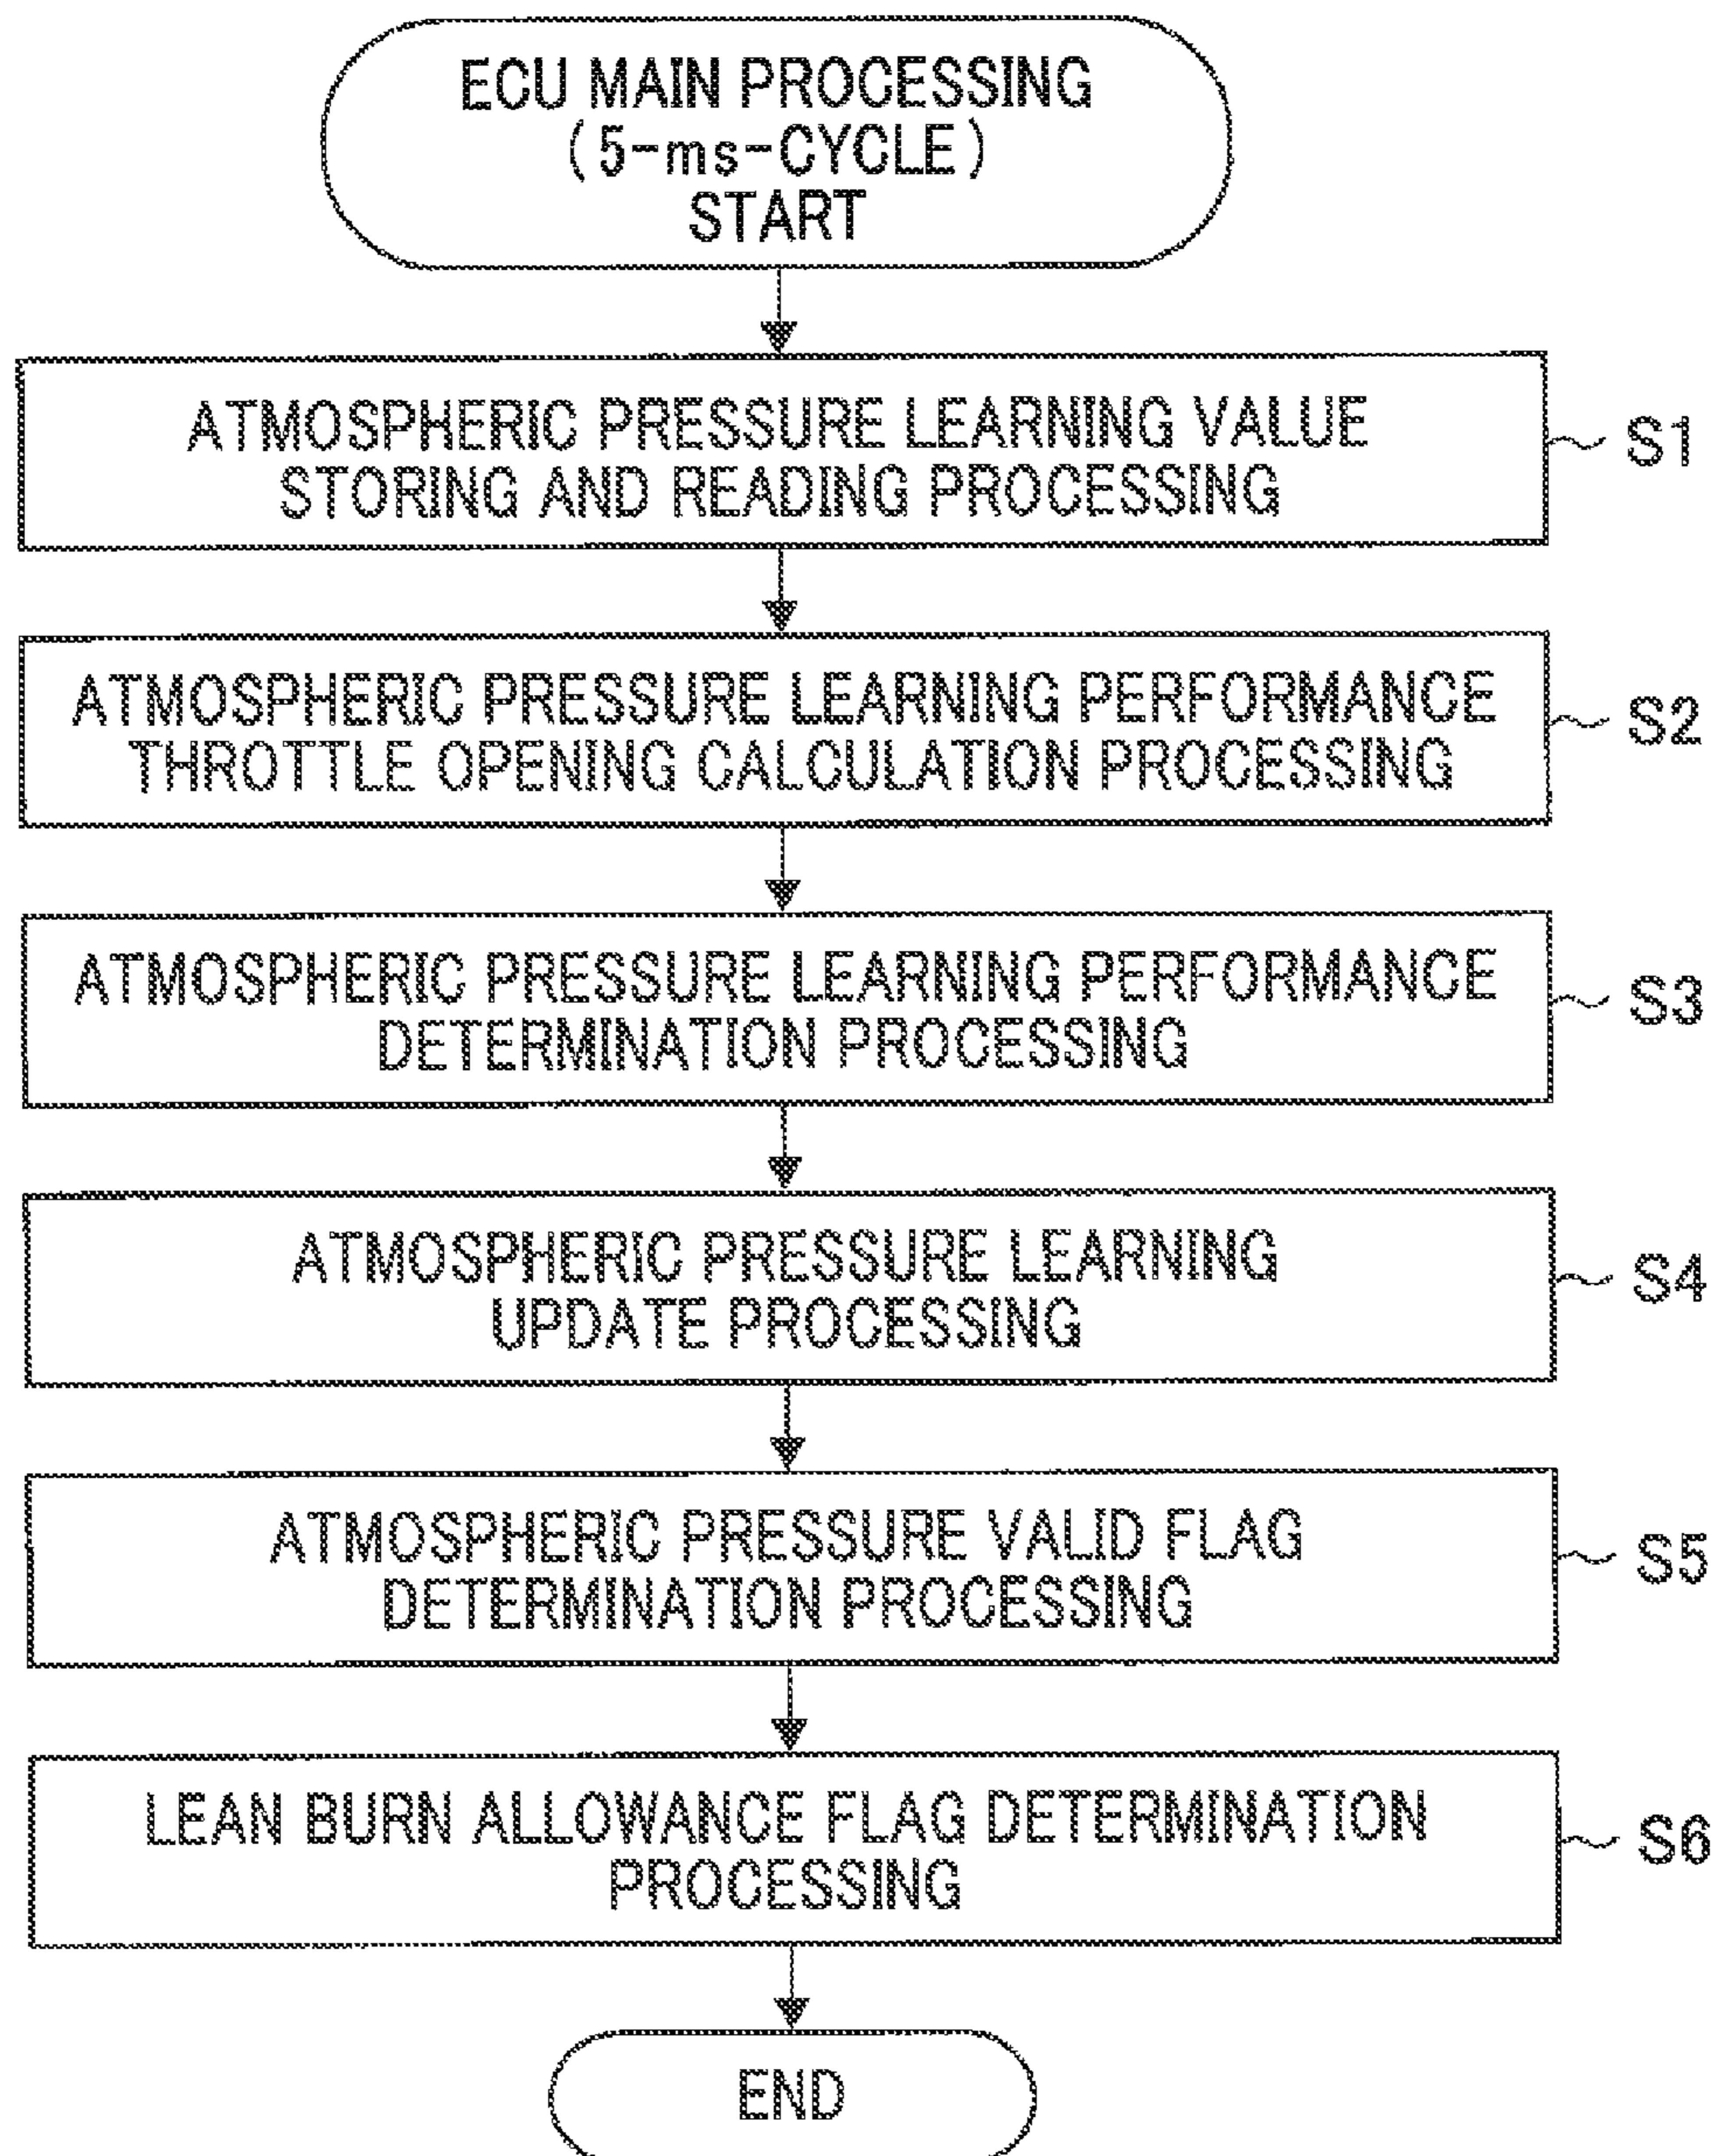 ECU MAIN PROCESSING
(5-ms-CYCLE)
START
ATMOSPHERIC PRESSURE LEARNING VALUE
STORING AND READING PROCESSING
S1
ATMOSPHERIC PRESSURE LEARNING PERFORMANCE
THROTTLE OPENING CALCULATION PROCESSING
S2
ATMOSPHERIC PRESSURE LEARNING PERFORMANCE
DETERMINATION PROCESSING
S3
ATMOSPHERIC PRESSURE LEARNING
UPDATE PROCESSING
S4
ATMOSPHERIC PRESSURE VALID FLAG
DETERMINATION PROCESSING
S5
LEAN BURN ALLOWANCE FLAG DETERMINATION
PROCESSING
S6
END